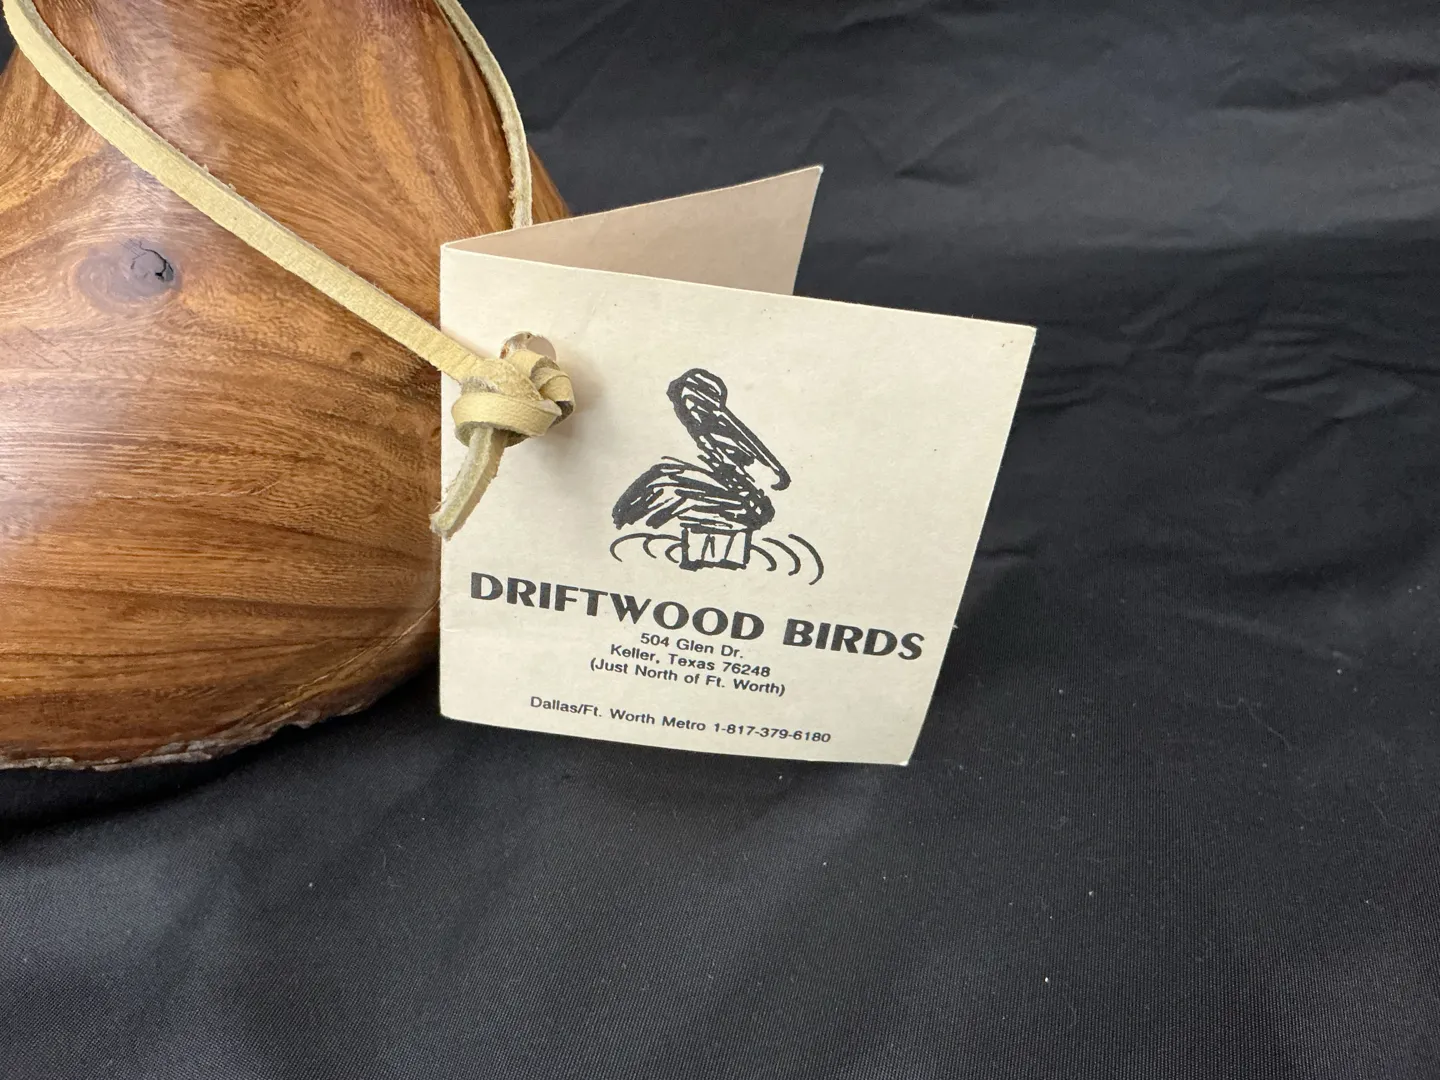 DRIFTWOOD BIRDS
504 Glen Dr.
Keller, Texas 76248
(Just North of Ft. Worth)
Dallas/Ft. Worth Metro 1-817-379-6180